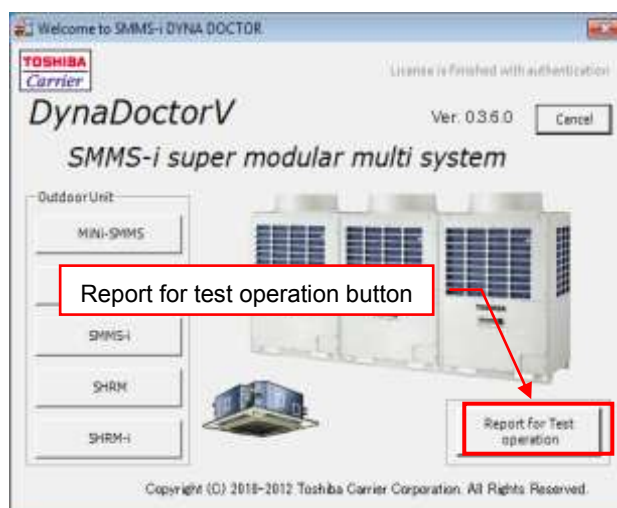 Welcome to SMMS-i DYNA DOCTOR
TOSHIBA
Carrier
License is Finished with authentication
DynaDoctorV
Ver. 0.3.6.0
Cancel
SMMS-i super modular multi system
Outdoor Unit
MiNi-SMMS
Report for test operation button
SMMS-i
SHRM
SHRM-i
Report for Test
operation
Copyright (C) 2010-2012 Toshiba Carrier Corporation. All Rights Reserved.